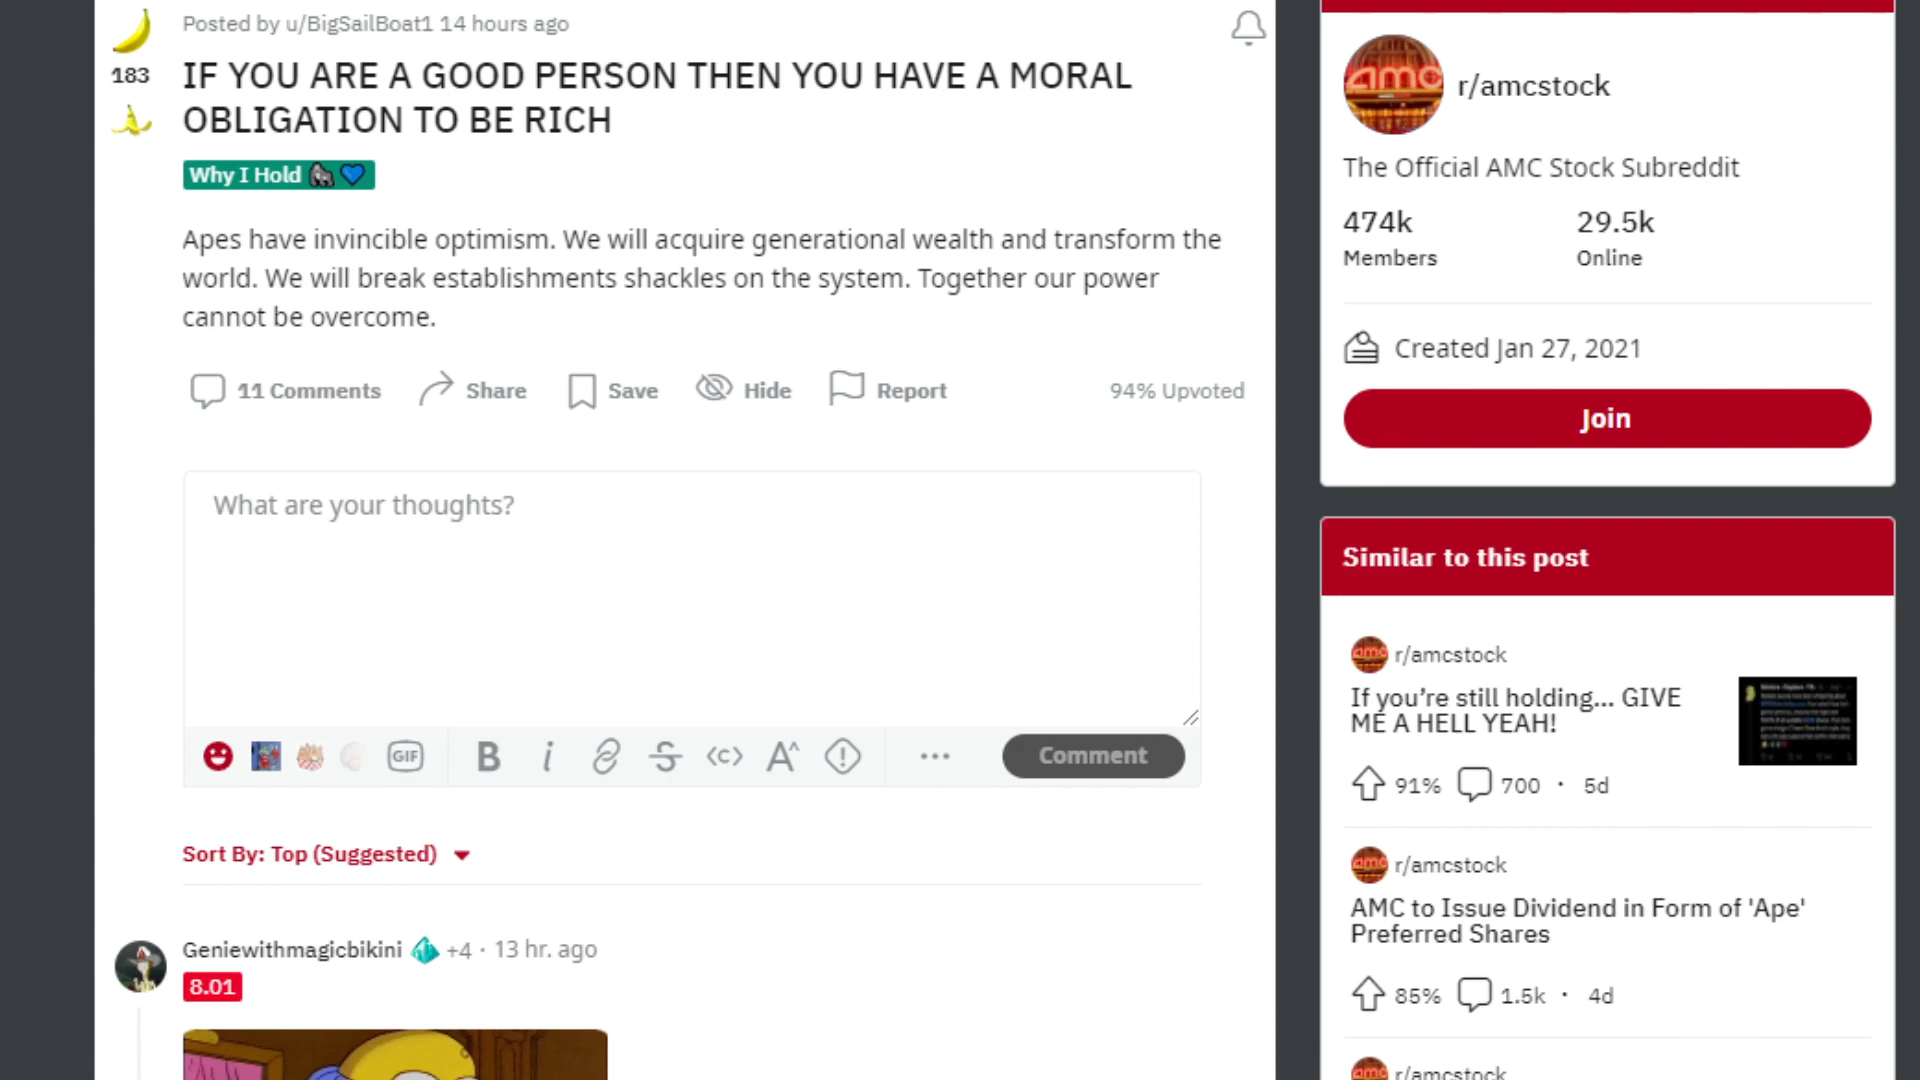 Posted by u/BigSailBoat1 14 hours ago
183
IF YOU ARE A GOOD PERSON THEN YOU HAVE A MORAL
OBLIGATION TO BE RICH
Why I Hold 🦍💙
Apes have invincible optimism. We will acquire generational wealth and transform the
world. We will break establishments shackles on the system. Together our power
cannot be overcome.
11 Comments Share Save Hide Report 94% Upvoted
What are your thoughts?
GIF B i <c> A^ ... Comment
Sort By: Top (Suggested)
Geniewithmagicbikini +4 · 13 hr. ago
8.01
amc r/amcstock
The Official AMC Stock Subreddit
474k 29.5k
Members Online
Created Jan 27, 2021
Join
Similar to this post
amc r/amcstock
If you’re still holding... GIVE
ME A HELL YEAH!
91% 700 · 5d
amc r/amcstock
AMC to Issue Dividend in Form of 'Ape'
Preferred Shares
85% 1.5k · 4d
amc r/amcstock